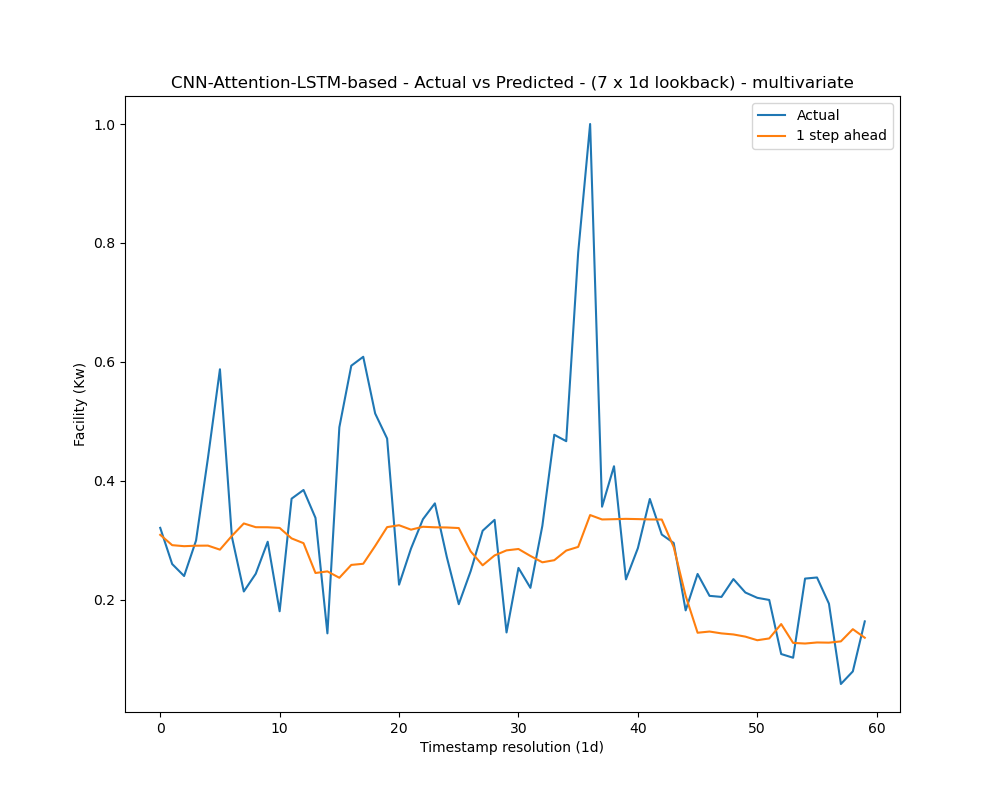 CNN-Attention-LSTM-based - Actual vs Predicted - (7 x 1d lookback) - multivariate
Actual
1 step ahead
1.0
0.8
0.6
0.4
0.2
Facility (Kw)
0 10 20 30 40 50 60
Timestamp resolution (1d)